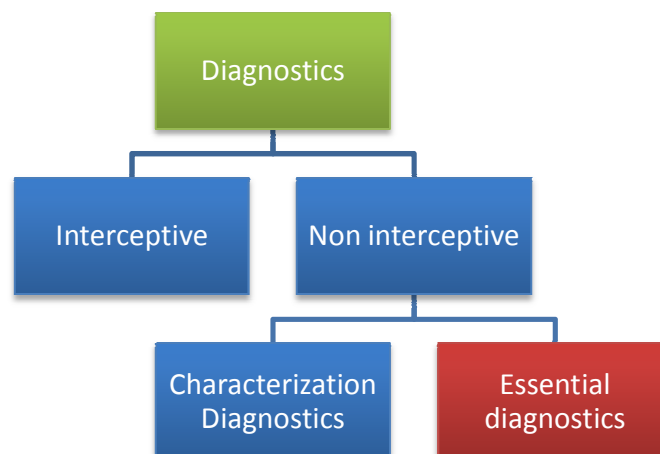 Diagnostics
Interceptive
Non interceptive
Characterization
Diagnostics
Essential
diagnostics